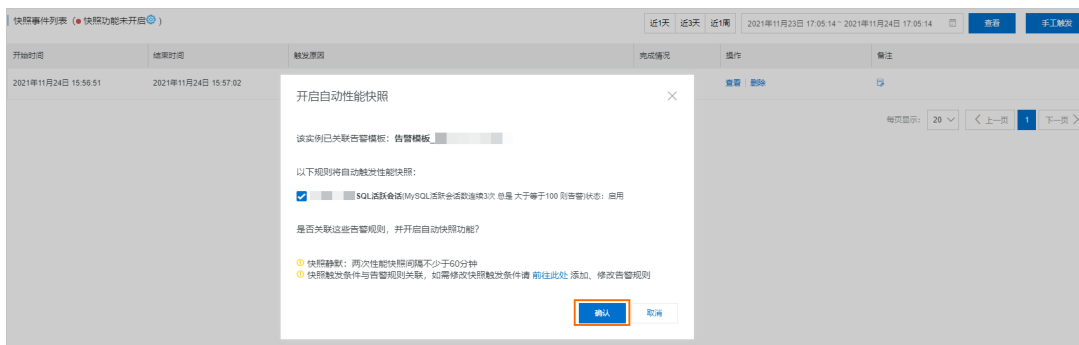 快照事件列表（● 快照功能未开启）
近1天 近3天 近1周 2021年11月23日 17:05:14 ~ 2021年11月24日 17:05:14 查看 手工触发
开始时间 结束时间 触发原因 完成情况 操作 备注
2021年11月24日 15:56:51 2021年11月24日 15:57:02 查看 删除
开启自动性能快照
该实例已关联告警模板：告警模板_
以下规则将自动触发性能快照：
SQL活跃会话(MySQL活跃会话数连续3次 总是 大于等于100 则告警)状态：启用
是否关联这些告警规则，并开启自动快照功能？
快照静默：两次性能快照间隔不少于60分钟
快照触发条件与告警规则关联，如需修改快照触发条件请 前往此处 添加、修改告警规则
确认 取消
每页显示： 20 上一页 1 下一页